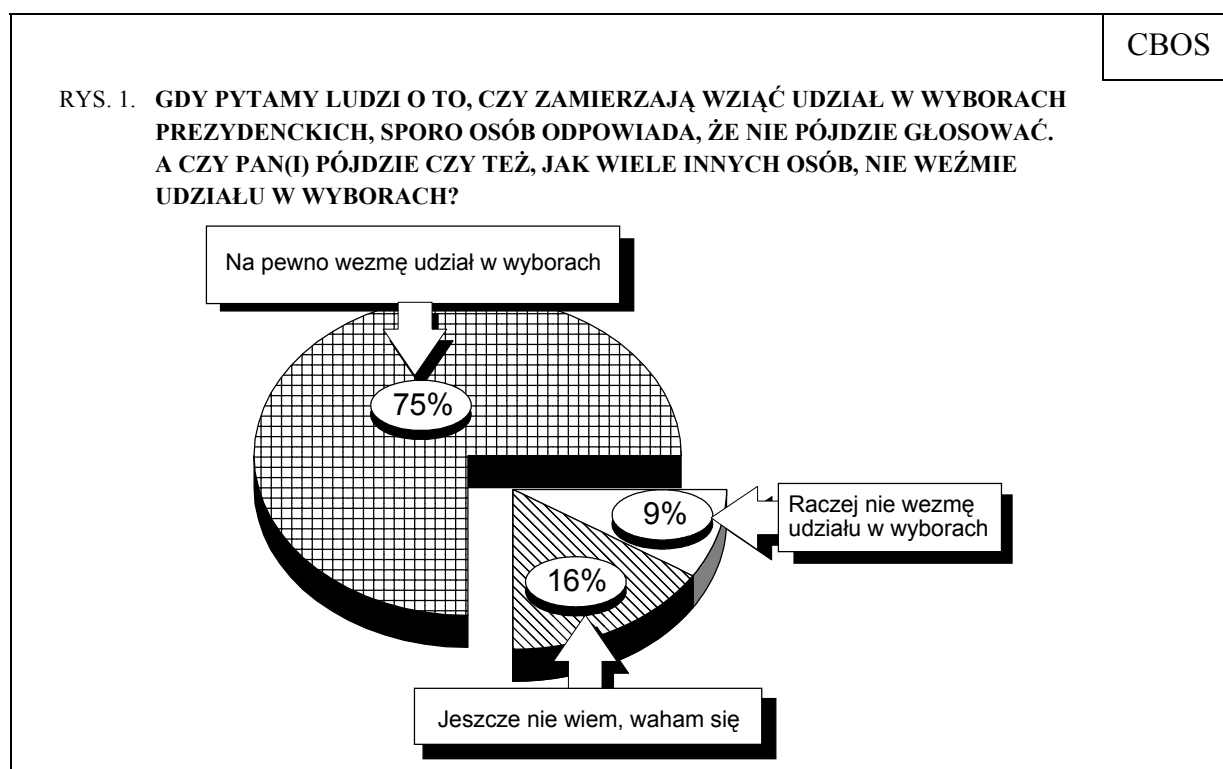 CBOS
RYS. 1. GDY PYTAMY LUDZI O TO, CZY ZAMIERZAJĄ WZIĄĆ UDZIAŁ W WYBORACH
PREZYDENCKICH, SPORO OSÓB ODPOWIADA, ŻE NIE PÓJDZIE GŁOSOWAĆ.
A CZY PAN(I) PÓJDZIE CZY TEŻ, JAK WIELE INNYCH OSÓB, NIE WEŹMIE
UDZIAŁU W WYBORACH?
Na pewno wezmę udział w wyborach
75%
9%
Raczej nie wezmę
udziału w wyborach
16%
Jeszcze nie wiem, waham się